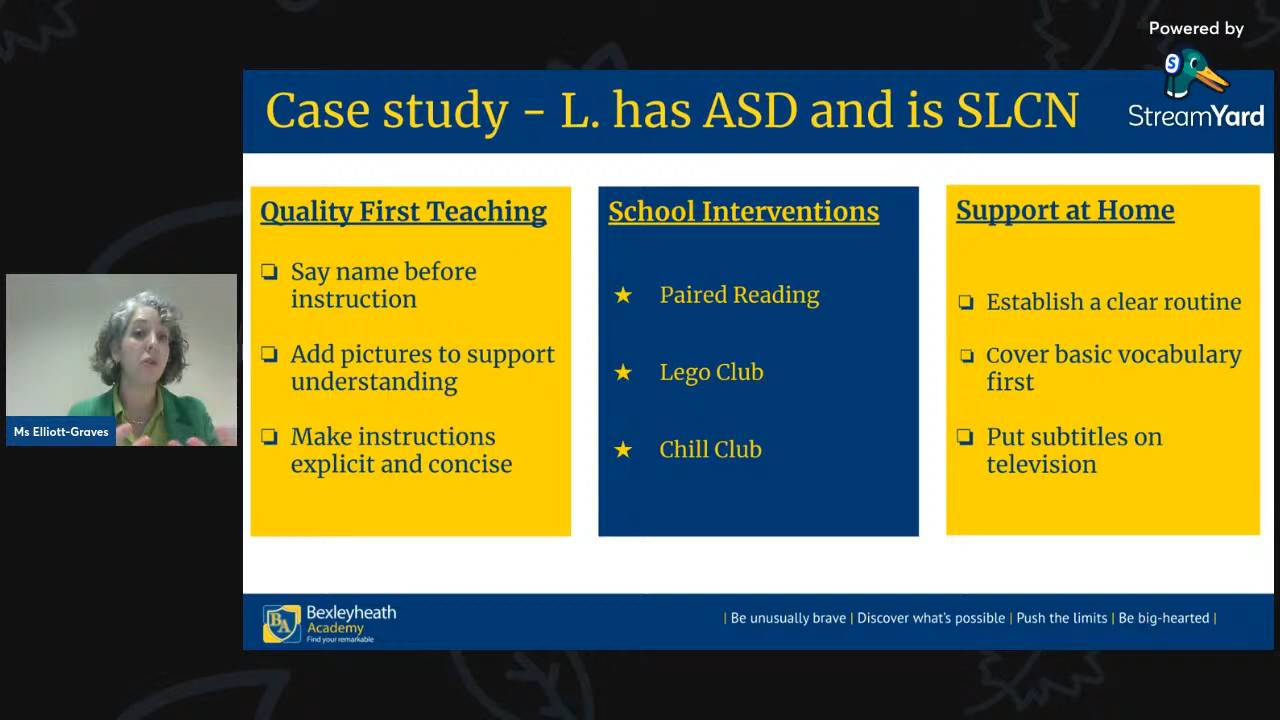 Powered by
StreamYard
Case study - L. has ASD and is SLCN
Quality First Teaching
Say name before
instruction
Add pictures to support
understanding
Make instructions
explicit and concise
School Interventions
Paired Reading
Lego Club
Chill Club
Support at Home
Establish a clear routine
Cover basic vocabulary
first
Put subtitles on
television
Ms Elliott-Graves
BA
Bexleyheath
Academy
Find your remarkable
| Be unusually brave | Discover what's possible | Push the limits | Be big-hearted |